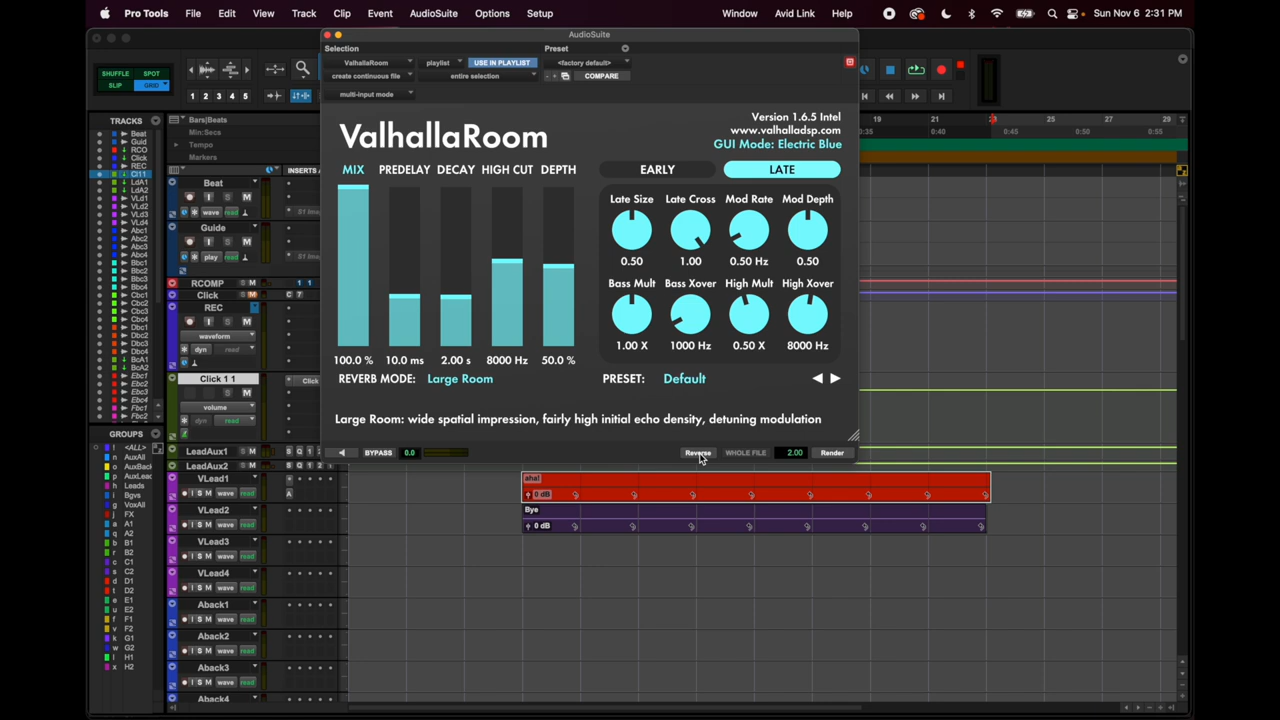 Pro Tools File Edit View Track Clip Event AudioSuite Options Setup Window Avid Link Help Sun Nov 6 2:31 PM
AudioSuite
Selection Preset
ValhallaRoom playlist USE IN PLAYLIST <factory default>
create continuous file entire selection - + COMPARE
multi-input mode
SHUFFLE SPOT
SLIP GRID
1 2 3 4 5
TRACKS
Beat
Guid
RCO
Click
REC
Cl11
LdA1
LdA2
VLd1
VLd2
VLd3
VLd4
Abc1
Abc2
Abc3
Abc4
Bbc1
Bbc2
Bbc3
Bbc4
Cbc1
Cbc2
Cbc3
Cbc4
Dbc1
Dbc2
Dbc3
Dbc4
BcA1
BcA2
Ebc1
Ebc2
Ebc3
Ebc4
Fbc1
Fbc2
GROUPS
! <ALL>
n AuxAll
o AuxBack
p AuxLead
h Leads
i Bgvs
g VoxAll
j FX
a A1
q A2
b B1
r B2
c C1
s C2
d D1
t D2
e E1
u E2
f F1
v F2
k G1
w G2
l H1
x H2
Bars|Beats
Min:Secs
Tempo
Markers
INSERTS A
19 21 23 25 27 29
0:35 0:40 0:45 0:50 0:55
Beat
I S M
wave read
Guide
I S M
play read
RCOMP S M 1 1
Click S M C 7
REC
I S M
waveform
dyn read
Click 1 1 Click
volume
dyn read
LeadAux1 S Q 1 2 I
LeadAux2 S Q 1 2 I
VLead1
I S M wave read A
VLead2
I S M wave read
VLead3
I S M wave read
VLead4
I S M wave read
Aback1
I S M wave read
Aback2
I S M wave read
Aback3
I S M wave read
Aback4
ValhallaRoom
Version 1.6.5 Intel
www.valhalladsp.com
GUI Mode: Electric Blue
MIX PREDELAY DECAY HIGH CUT DEPTH
EARLY LATE
Late Size Late Cross Mod Rate Mod Depth
0.50 1.00 0.50 Hz 0.50
Bass Mult Bass Xover High Mult High Xover
1.00 X 1000 Hz 0.50 X 8000 Hz
100.0 % 10.0 ms 2.00 s 8000 Hz 50.0 %
REVERB MODE: Large Room PRESET: Default
Large Room: wide spatial impression, fairly high initial echo density, detuning modulation
BYPASS 0.0 Reverse WHOLE FILE 2.00 Render
aha!
0 dB
Bye
0 dB